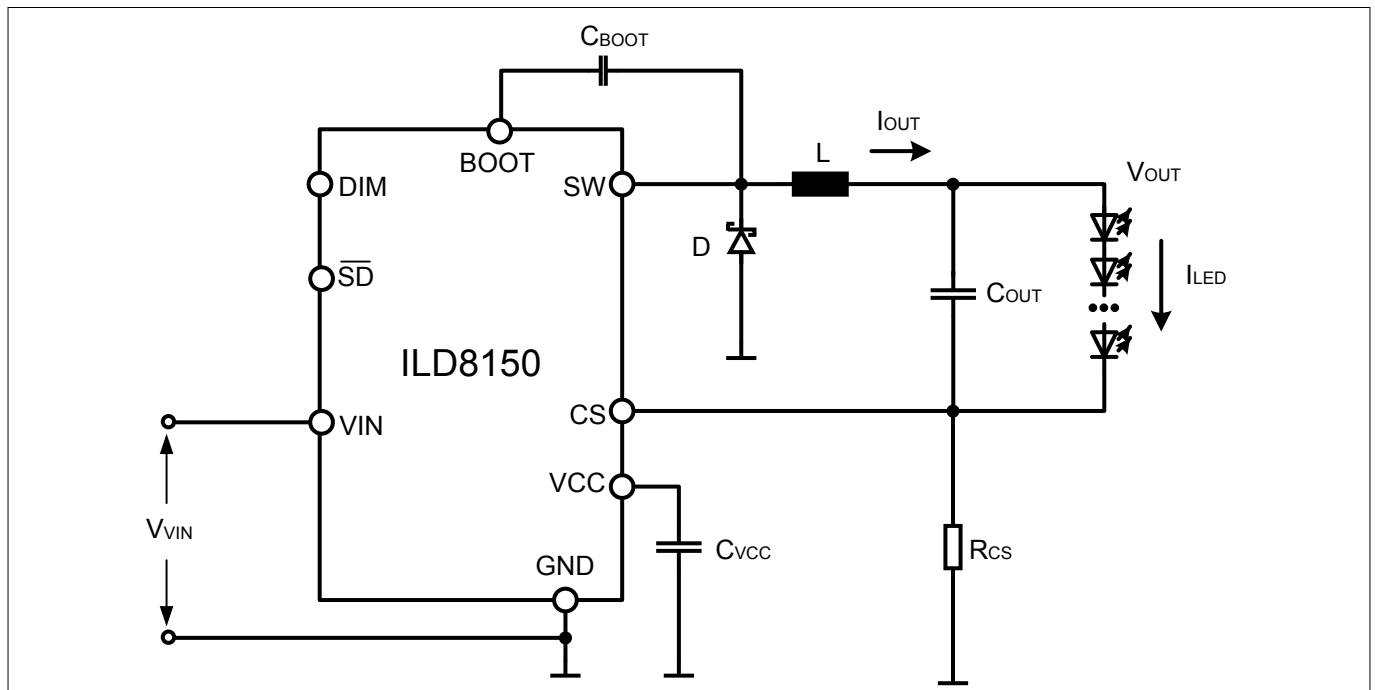 CBOOT
IOUT
BOOT
L
VOUT
DIM
SW
D
SD
COUT
ILED
ILD8150
CS
VIN
VCC
VVIN
CVCC
RCS
GND